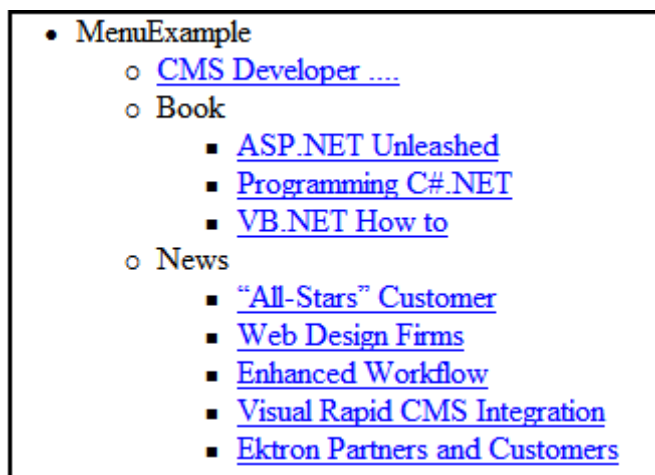 MenuExample
CMS Developer ....
Book
ASP.NET Unleashed
Programming C#.NET
VB.NET How to
News
“All-Stars” Customer
Web Design Firms
Enhanced Workflow
Visual Rapid CMS Integration
Ektron Partners and Customers